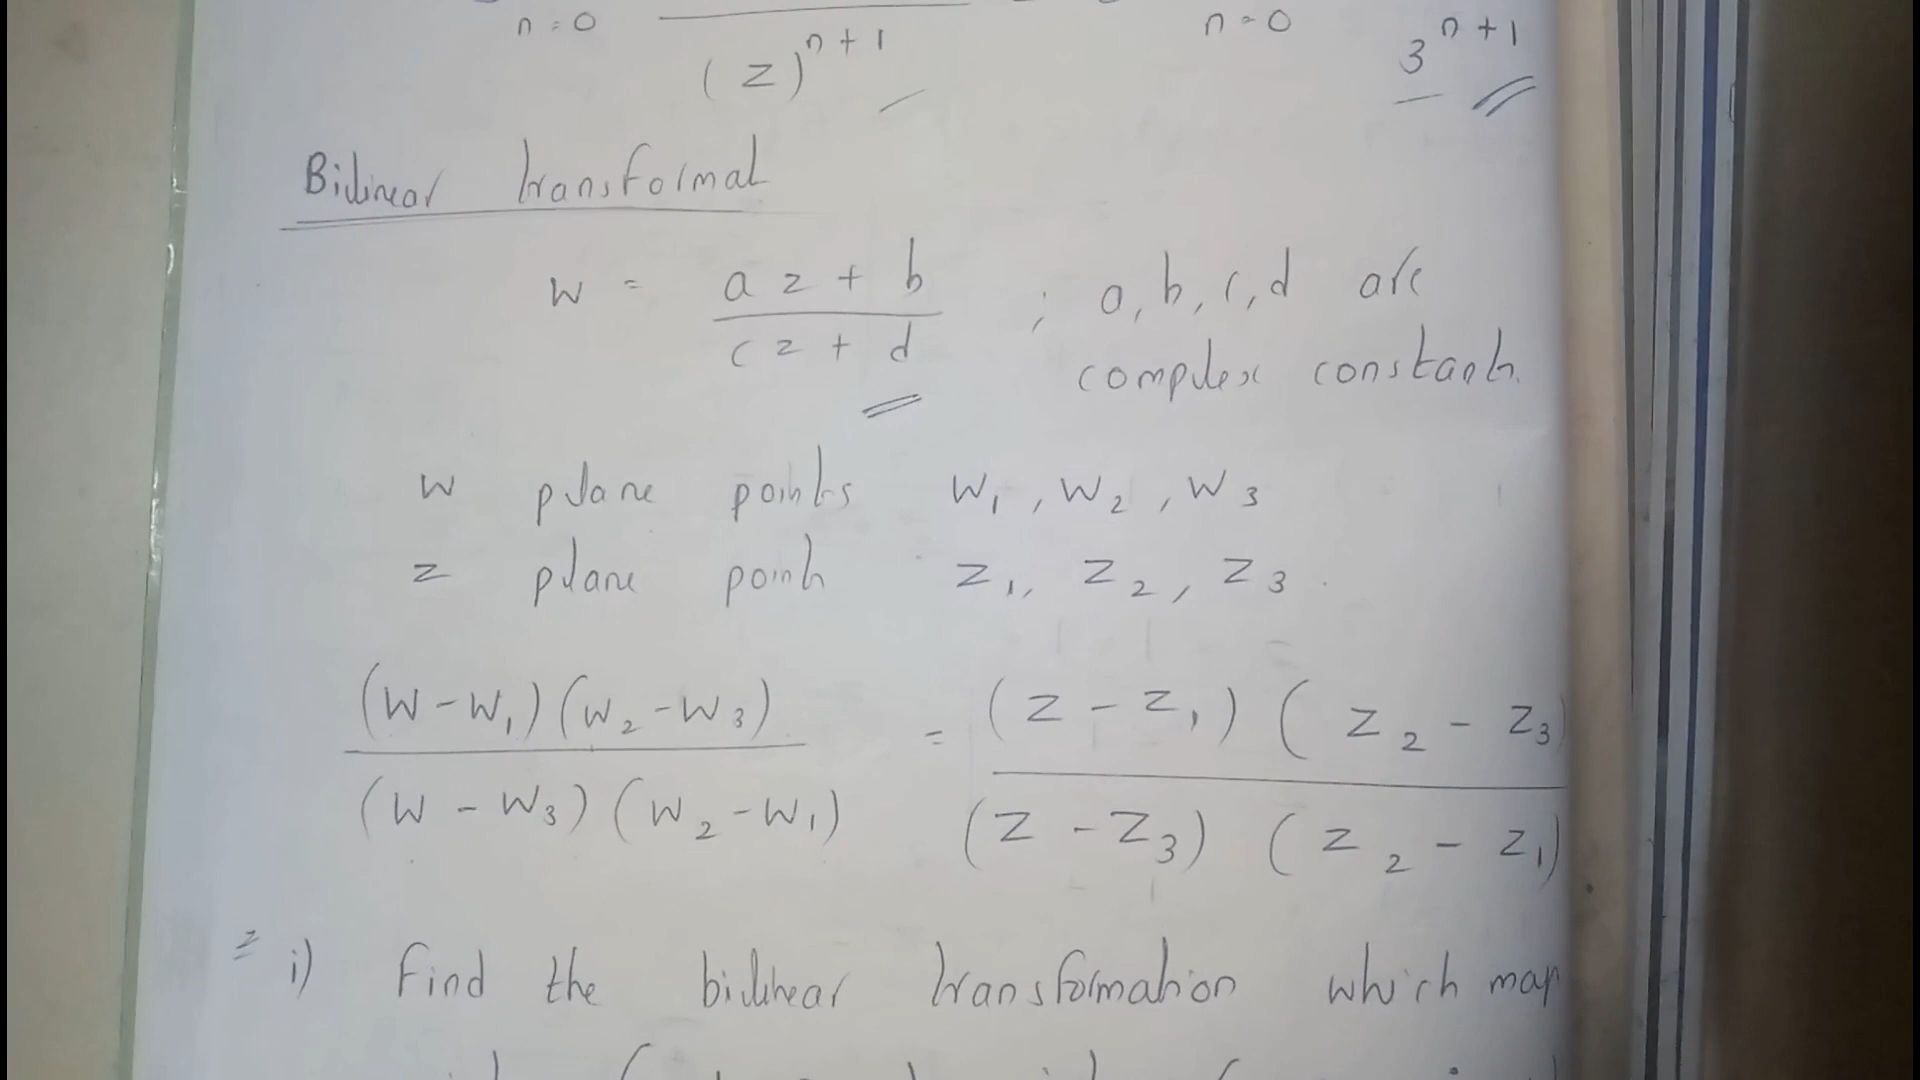 n=0 (z)^{n+1} n=0 3^{n+1}
Bilinear transformal
w = (az + b)/(cz + d) ; a, b, c, d are
complex constants.
w plane points w₁, w₂, w₃
z plane points z₁, z₂, z₃.
(w-w₁)(w₂-w₃)/(w-w₃)(w₂-w₁) = (z-z₁)(z₂-z₃)/(z-z₃)(z₂-z₁)
i) Find the bilinear transformation which map